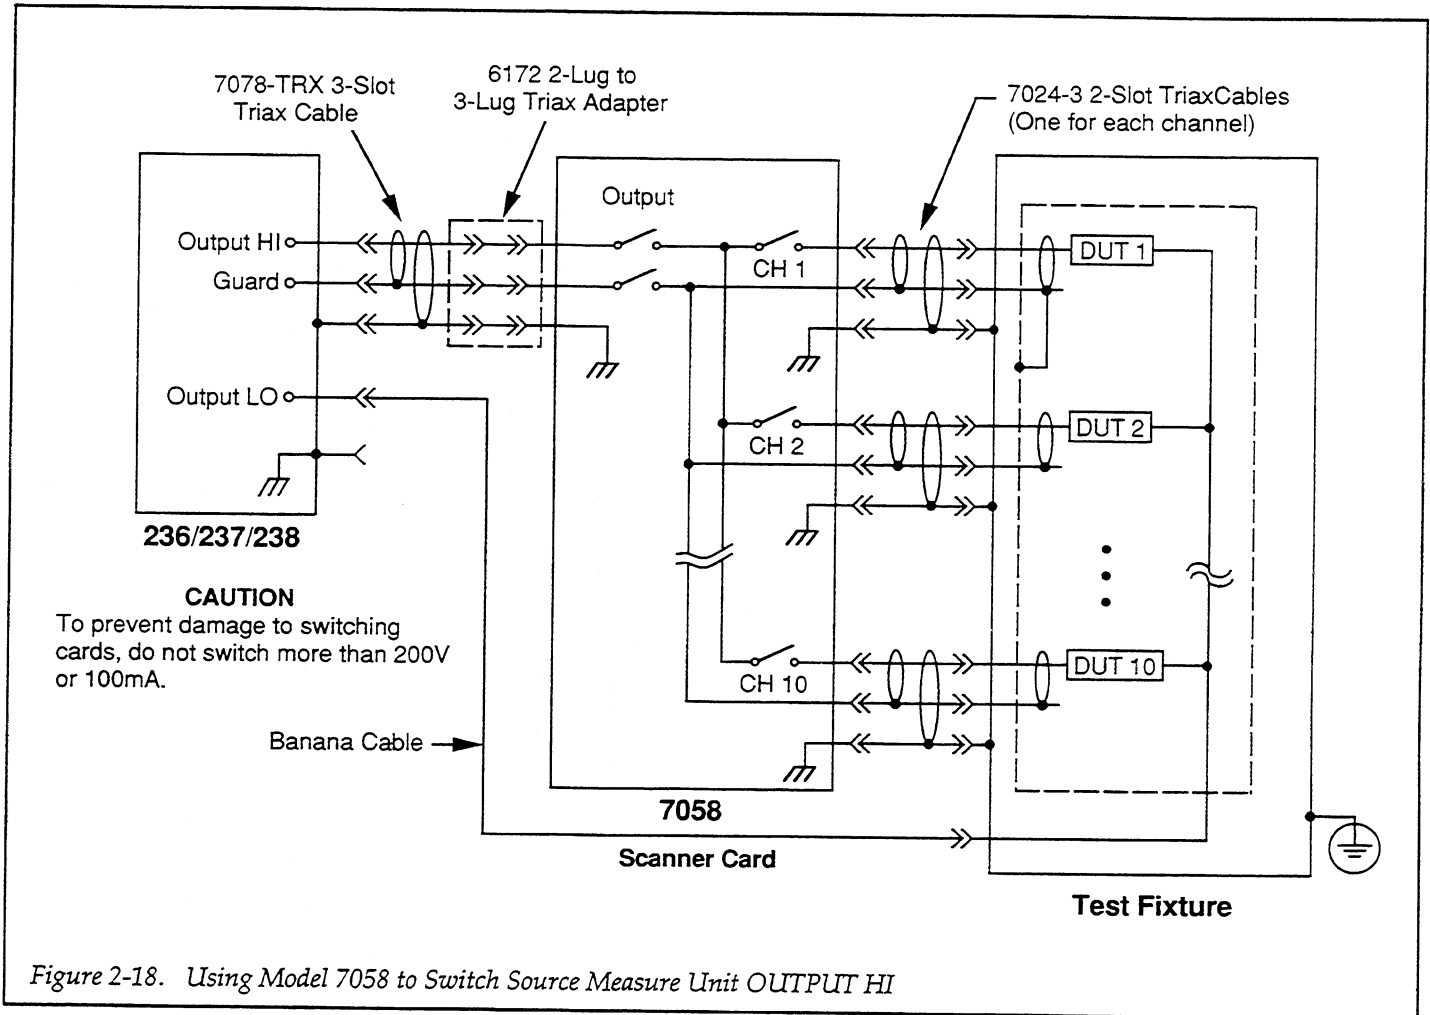 7078-TRX 3-Slot
Triax Cable
6172 2-Lug to
3-Lug Triax Adapter
7024-3 2-Slot TriaxCables
(One for each channel)
Output HI
Guard
Output LO
236/237/238
Output
CH 1
CH 2
CH 10
DUT 1
DUT 2
DUT 10
CAUTION
To prevent damage to switching
cards, do not switch more than 200V
or 100mA.
Banana Cable
7058
Scanner Card
Test Fixture
Figure 2-18. Using Model 7058 to Switch Source Measure Unit OUTPUT HI